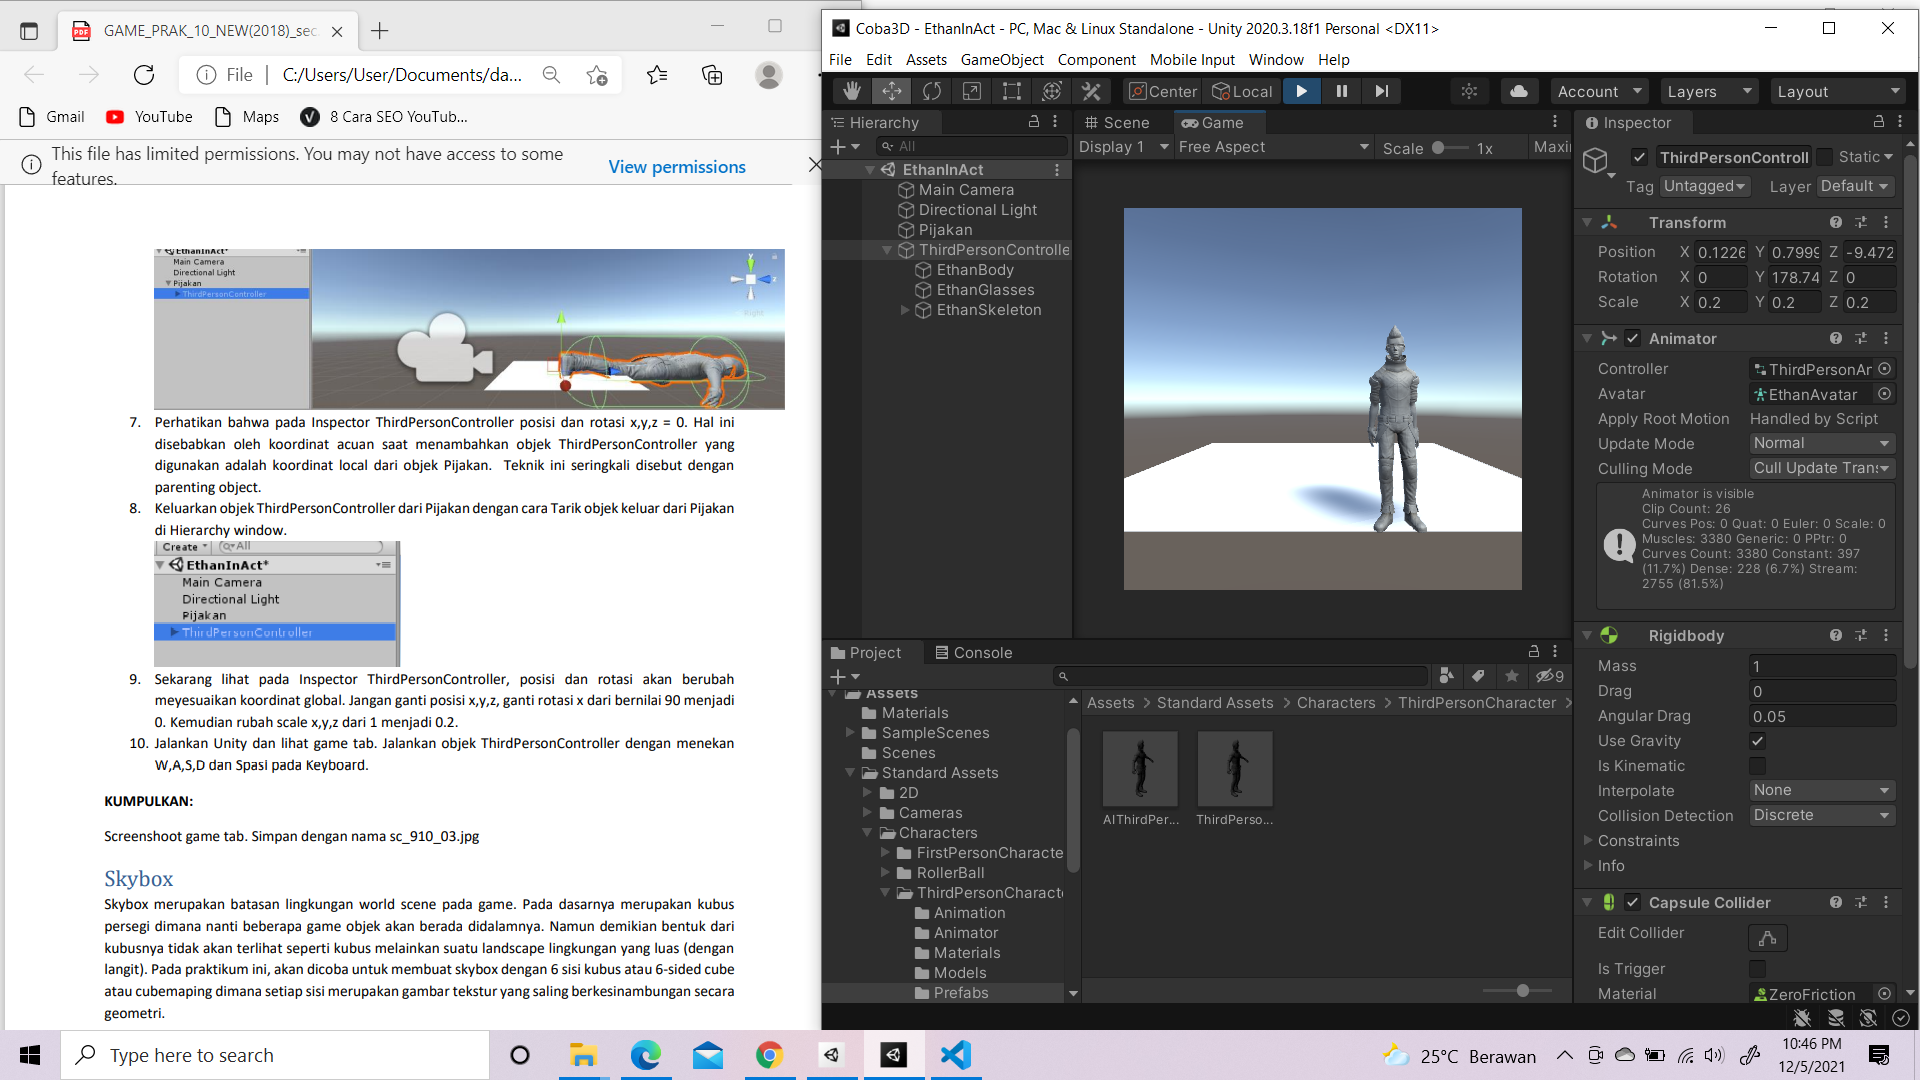 GAME_PRAK_10_NEW(2018)_sec
File
C:/Users/User/Documents/da...
Gmail
YouTube
Maps
8 Cara SEO YouTub...
This file has limited permissions. You may not have access to some
features.
View permissions
EthanInAct*
Main Camera
Directional Light
Pijakan
ThirdPersonController
y
z
Right
7. Perhatikan bahwa pada Inspector ThirdPersonController posisi dan rotasi x,y,z = 0. Hal ini
disebabkan oleh koordinat acuan saat menambahkan objek ThirdPersonController yang
digunakan adalah koordinat local dari objek Pijakan. Teknik ini seringkali disebut dengan
parenting object.
8. Keluarkan objek ThirdPersonController dari Pijakan dengan cara Tarik objek keluar dari Pijakan
di Hierarchy window.
Create
All
EthanInAct*
Main Camera
Directional Light
Pijakan
ThirdPersonController
9. Sekarang lihat pada Inspector ThirdPersonController, posisi dan rotasi akan berubah
meyesuaikan koordinat global. Jangan ganti posisi x,y,z, ganti rotasi x dari bernilai 90 menjadi
0. Kemudian rubah scale x,y,z dari 1 menjadi 0.2.
10. Jalankan Unity dan lihat game tab. Jalankan objek ThirdPersonController dengan menekan
W,A,S,D dan Spasi pada Keyboard.
KUMPULKAN:
Screenshoot game tab. Simpan dengan nama sc_910_03.jpg
Skybox
Skybox merupakan batasan lingkungan world scene pada game. Pada dasarnya merupakan kubus
persegi dimana nanti beberapa game objek akan berada didalamnya. Namun demikian bentuk dari
kubusnya tidak akan terlihat seperti kubus melainkan suatu landscape lingkungan yang luas (dengan
langit). Pada praktikum ini, akan dicoba untuk membuat skybox dengan 6 sisi kubus atau 6-sided cube
atau cubemaping dimana setiap sisi merupakan gambar tekstur yang saling berkesinambungan secara
geometri.
Coba3D - EthanInAct - PC, Mac & Linux Standalone - Unity 2020.3.18f1 Personal <DX11>
File Edit Assets GameObject Component Mobile Input Window Help
Center Local Account Layers Layout
Hierarchy
All
EthanInAct
Main Camera
Directional Light
Pijakan
ThirdPersonControlle
EthanBody
EthanGlasses
EthanSkeleton
Scene Game
Display 1 Free Aspect Scale 1x Maxi
Inspector
ThirdPersonControll Static
Tag Untagged Layer Default
Transform
Position X 0.1226 Y 0.7999 Z -9.472
Rotation X 0 Y 178.74 Z 0
Scale X 0.2 Y 0.2 Z 0.2
Animator
Controller ThirdPersonAr
Avatar EthanAvatar
Apply Root Motion Handled by Script
Update Mode Normal
Culling Mode Cull Update Trans
Animator is visible
Clip Count: 26
Curves Pos: 0 Quat: 0 Euler: 0 Scale: 0
Muscles: 3380 Generic: 0 PPtr: 0
Curves Count: 3380 Constant: 397
(11.7%) Dense: 228 (6.7%) Stream:
2755 (81.5%)
Rigidbody
Mass 1
Drag 0
Angular Drag 0.05
Use Gravity
Is Kinematic
Interpolate None
Collision Detection Discrete
Constraints
Info
Capsule Collider
Edit Collider
Is Trigger
Material ZeroFriction
Project Console
9
Assets
Materials
SampleScenes
Scenes
Standard Assets
2D
Cameras
Characters
FirstPersonCharacte
RollerBall
ThirdPersonCharacte
Animation
Animator
Materials
Models
Prefabs
Assets > Standard Assets > Characters > ThirdPersonCharacter >
AIThirdPer...
ThirdPerso...
Type here to search
25°C Berawan
10:46 PM
12/5/2021